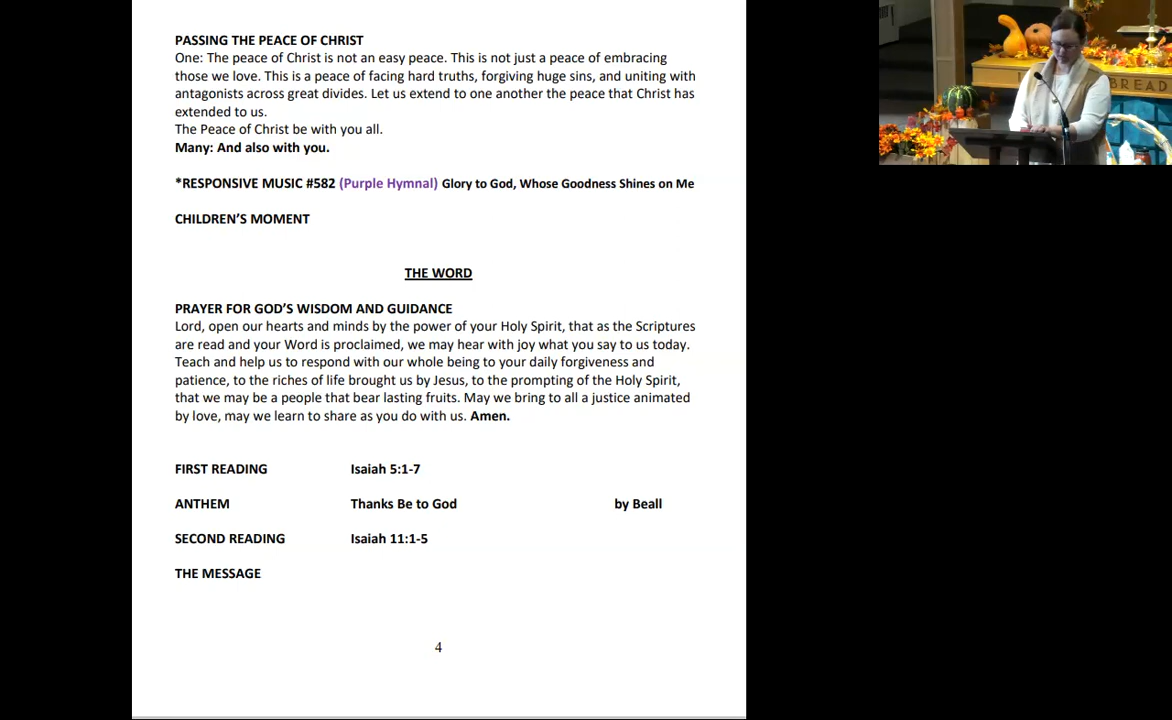 PASSING THE PEACE OF CHRIST
One: The peace of Christ is not an easy peace. This is not just a peace of embracing
those we love. This is a peace of facing hard truths, forgiving huge sins, and uniting with
antagonists across great divides. Let us extend to one another the peace that Christ has
extended to us.
The Peace of Christ be with you all.
Many: And also with you.
*RESPONSIVE MUSIC #582 (Purple Hymnal) Glory to God, Whose Goodness Shines on Me
CHILDREN’S MOMENT
THE WORD
PRAYER FOR GOD’S WISDOM AND GUIDANCE
Lord, open our hearts and minds by the power of your Holy Spirit, that as the Scriptures
are read and your Word is proclaimed, we may hear with joy what you say to us today.
Teach and help us to respond with our whole being to your daily forgiveness and
patience, to the riches of life brought us by Jesus, to the prompting of the Holy Spirit,
that we may be a people that bear lasting fruits. May we bring to all a justice animated
by love, may we learn to share as you do with us. Amen.
FIRST READING Isaiah 5:1-7
ANTHEM Thanks Be to God by Beall
SECOND READING Isaiah 11:1-5
THE MESSAGE
4
BREAD